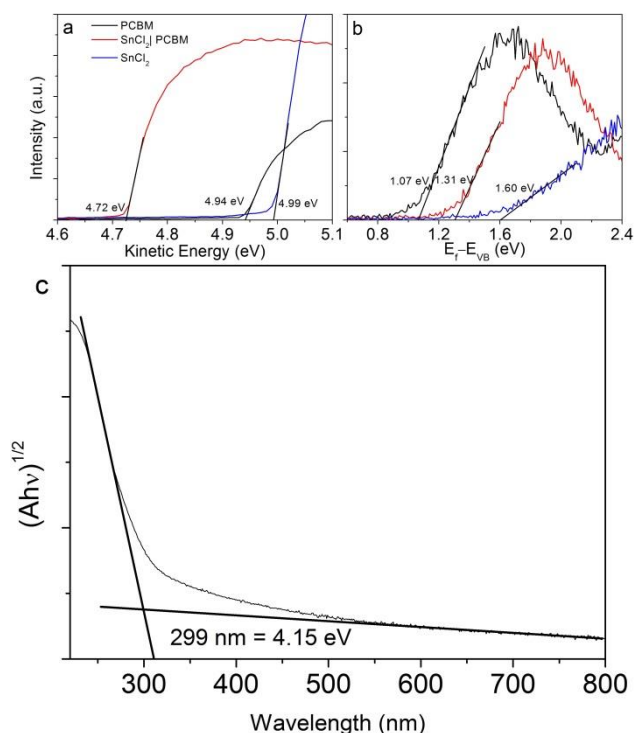 a
PCBM
SnCl₂| PCBM
SnCl₂
Intensity (a.u.)
4.72 eV
4.94 eV
4.99 eV
4.6 4.7 4.8 4.9 5.0 5.1
Kinetic Energy (eV)
b
1.07 eV
1.31 eV
1.60 eV
1.2 1.6 2.0 2.4
0.8
E_f–E_VB (eV)
c
(Ahν)^1/2
299 nm = 4.15 eV
300 400 500 600 700 800
Wavelength (nm)